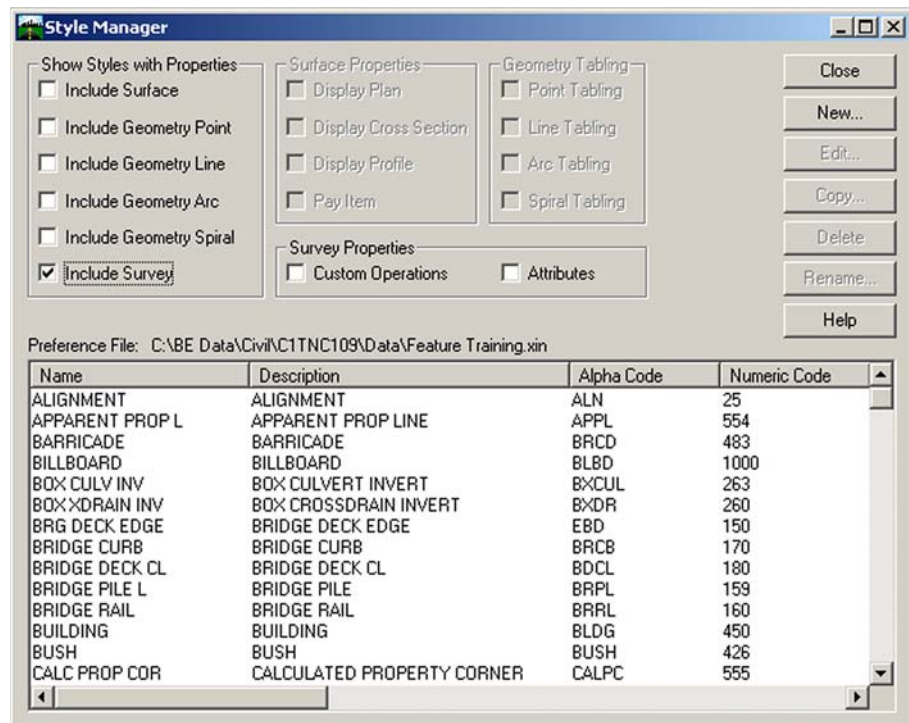 Style Manager
Show Styles with Properties
Include Surface
Include Geometry Point
Include Geometry Line
Include Geometry Arc
Include Geometry Spiral
Include Survey
Surface Properties
Display Plan
Display Cross Section
Display Profile
Pay Item
Geometry Tabling
Point Tabling
Line Tabling
Arc Tabling
Spiral Tabling
Survey Properties
Custom Operations Attributes
Close
New...
Edit...
Copy...
Delete
Rename...
Help
Preference File: C:\BE Data\Civil\C1TNC109\Data\Feature Training.xin
Name Description Alpha Code Numeric Code
ALIGNMENT ALIGNMENT ALN 25
APPARENT PROP L APPARENT PROP LINE APPL 554
BARRICADE BARRICADE BRCD 483
BILLBOARD BILLBOARD BLBD 1000
BOX CULV INV BOX CULVERT INVERT BXCUL 263
BOX XDRAIN INV BOX CROSSDRAIN INVERT BXDR 260
BRG DECK EDGE BRIDGE DECK EDGE EBD 150
BRIDGE CURB BRIDGE CURB BRCB 170
BRIDGE DECK CL BRIDGE DECK CL BDCL 180
BRIDGE PILE L BRIDGE PILE BRPL 159
BRIDGE RAIL BRIDGE RAIL BRRL 160
BUILDING BUILDING BLDG 450
BUSH BUSH BUSH 426
CALC PROP COR CALCULATED PROPERTY CORNER CALPC 555